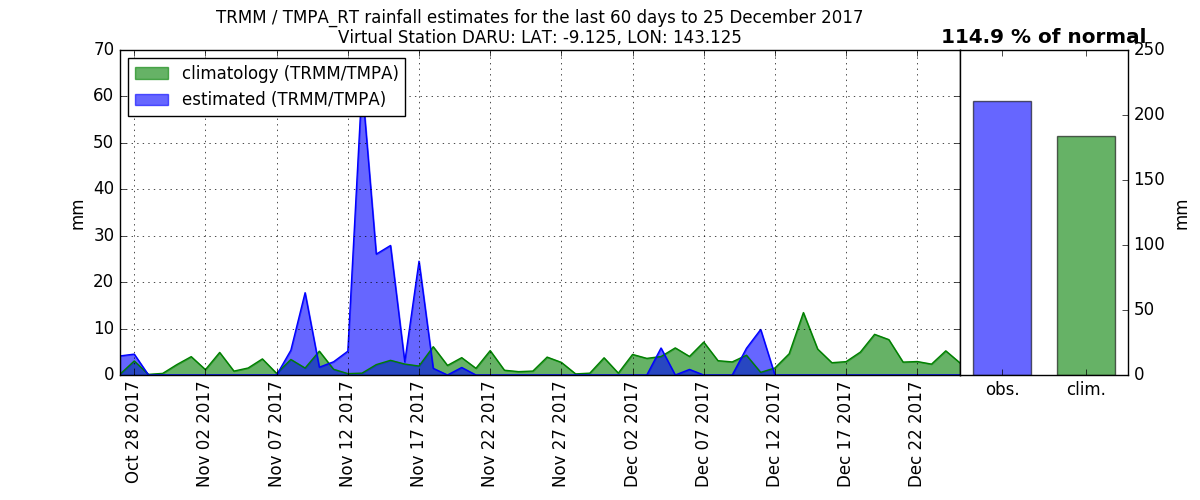 TRMM / TMPA_RT rainfall estimates for the last 60 days to 25 December 2017
Virtual Station DARU: LAT: -9.125, LON: 143.125
114.9 % of normal
climatology (TRMM/TMPA)
estimated (TRMM/TMPA)
70
60
50
40
30
20
10
0
mm
250
200
150
100
50
0
mm
obs.
clim.
Oct 28 2017
Nov 02 2017
Nov 07 2017
Nov 12 2017
Nov 17 2017
Nov 22 2017
Nov 27 2017
Dec 02 2017
Dec 07 2017
Dec 12 2017
Dec 17 2017
Dec 22 2017